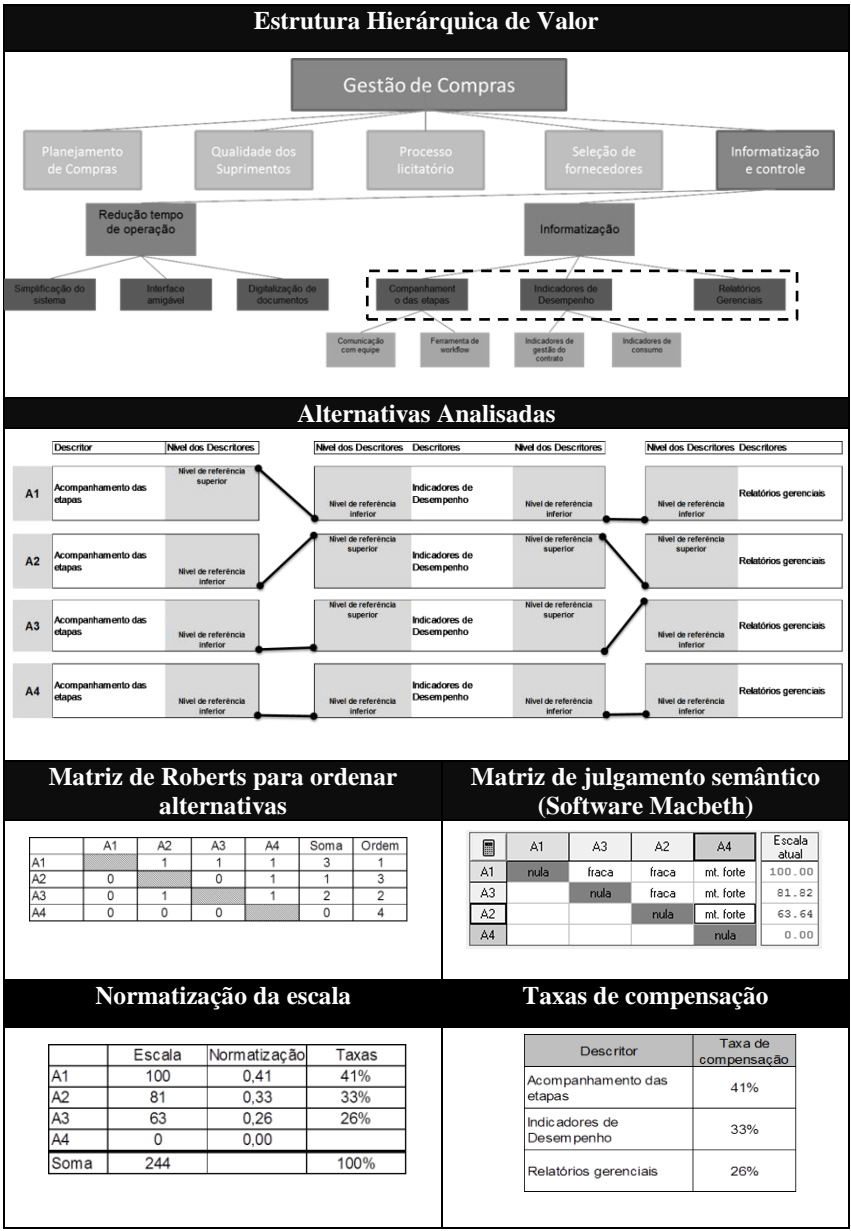 Estrutura Hierárquica de Valor
Gestão de Compras
Planejamento
de Compras
Qualidade dos
Suprimentos
Processo
licitatório
Seleção de
fornecedores
Informatização
e controle
Redução tempo
de operação
Informatização
Simplificação do
sistema
Interface
amigável
Digitalização de
documentos
Companhament
o das etapas
Indicadores de
Desempenho
Relatórios
Gerenciais
Comunicação
com equipe
Ferramenta de
workflow
Indicadores de
gestão do
contrato
Indicadores de
consumo
Alternativas Analisadas
Descritor Nível dos Descritores Nível dos Descritores Descritores Nível dos Descritores Nível dos Descritores Descritores
A1
Acompanhamento das
etapas
Nível de referência
superior
Nível de referência
inferior
Indicadores de
Desempenho
Nível de referência
inferior
Nível de referência
inferior
Relatórios gerenciais
A2
Acompanhamento das
etapas
Nível de referência
inferior
Nível de referência
superior
Indicadores de
Desempenho
Nível de referência
superior
Nível de referência
superior
Relatórios gerenciais
A3
Acompanhamento das
etapas
Nível de referência
inferior
Nível de referência
superior
Indicadores de
Desempenho
Nível de referência
superior
Nível de referência
inferior
Relatórios gerenciais
A4
Acompanhamento das
etapas
Nível de referência
inferior
Nível de referência
inferior
Indicadores de
Desempenho
Nível de referência
inferior
Nível de referência
inferior
Relatórios gerenciais
Matriz de Roberts para ordenar
alternativas
A1 A2 A3 A4 Soma Ordem
A1 1 1 1 3 1
A2 0 0 1 1 3
A3 0 1 1 2 2
A4 0 0 0 0 4
Matriz de julgamento semântico
(Software Macbeth)
A1 A3 A2 A4 Escala
atual
A1 nula fraca fraca mt. forte 100.00
A3 nula fraca mt. forte 81.82
A2 nula mt. forte 63.64
A4 nula 0.00
Normatização da escala
Escala Normatização Taxas
A1 100 0,41 41%
A2 81 0,33 33%
A3 63 0,26 26%
A4 0 0,00
Soma 244 100%
Taxas de compensação
Descritor Taxa de
compensação
Acompanhamento das
etapas
41%
Indicadores de
Desempenho
33%
Relatórios gerenciais 26%